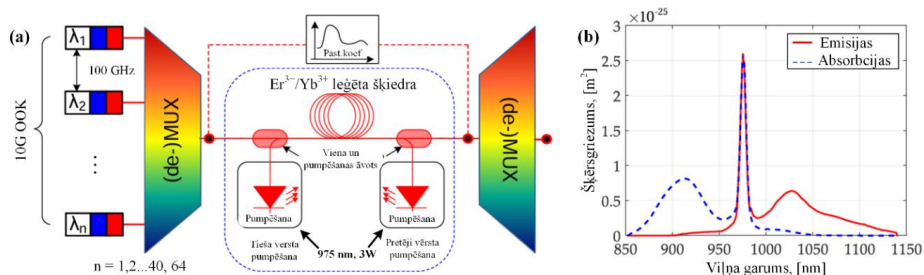 (a)
λ1
100 GHz
λ2
⋮
λn
10G OOK
n = 1,2...40, 64
(de-)MUX
Past.koef
Er³⁻/Yb³⁺ leģēta šķiedra
Viena un
pumpēšanas āvots
Pumpēšana
Pumpēšana
Tieša versta
pumpēšana
975 nm, 3W
Pretēji vērsta
pumpēšana
(de-)MUX
(b)
3 ×10⁻²⁵
2.5
2
1.5
1
0.5
0
850 900 950 1000 1050 1100 1150
Šķērsgriezums, [m⁻²]
Viļņa garums, [nm]
Emisijas
Absorbcijas